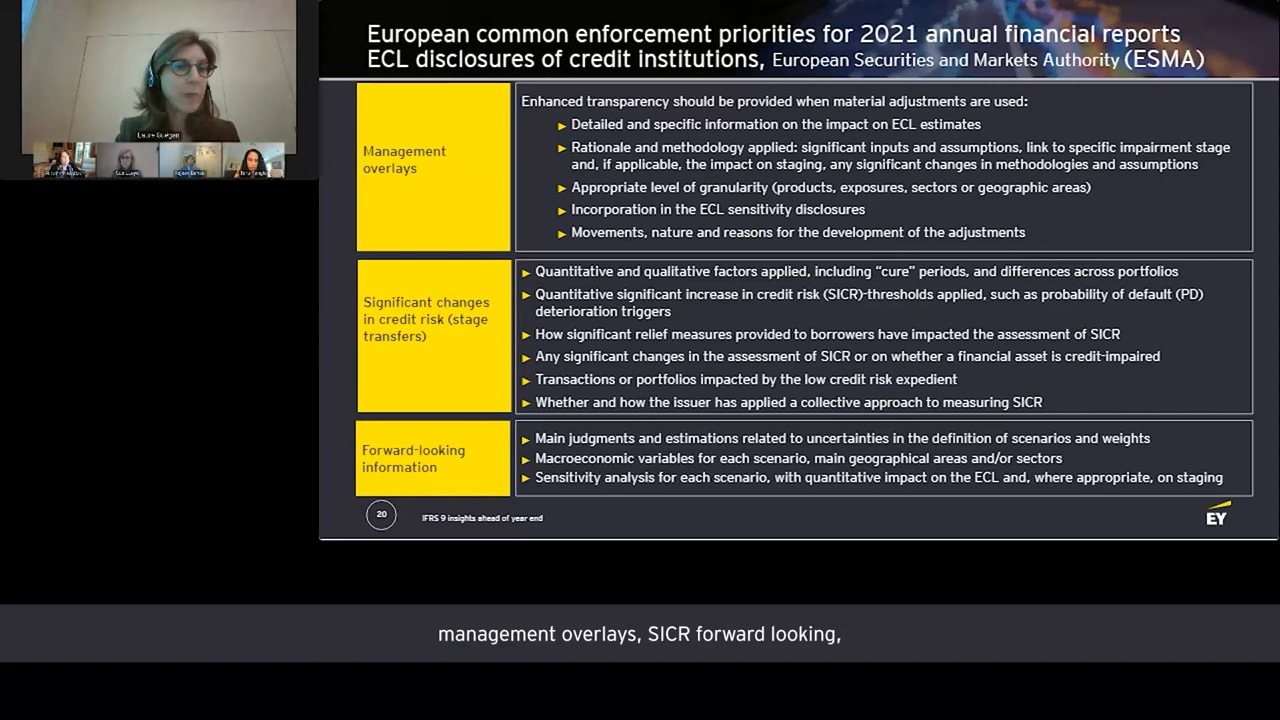 European common enforcement priorities for 2021 annual financial reports
ECL disclosures of credit institutions, European Securities and Markets Authority (ESMA)
Laure Guégan
Management
overlays
Enhanced transparency should be provided when material adjustments are used:
► Detailed and specific information on the impact on ECL estimates
► Rationale and methodology applied: significant inputs and assumptions, link to specific impairment stage
and, if applicable, the impact on staging, any significant changes in methodologies and assumptions
► Appropriate level of granularity (products, exposures, sectors or geographic areas)
► Incorporation in the ECL sensitivity disclosures
► Movements, nature and reasons for the development of the adjustments
Significant changes
in credit risk (stage
transfers)
► Quantitative and qualitative factors applied, including “cure” periods, and differences across portfolios
► Quantitative significant increase in credit risk (SICR)-thresholds applied, such as probability of default (PD)
deterioration triggers
► How significant relief measures provided to borrowers have impacted the assessment of SICR
► Any significant changes in the assessment of SICR or on whether a financial asset is credit-impaired
► Transactions or portfolios impacted by the low credit risk expedient
► Whether and how the issuer has applied a collective approach to measuring SICR
Forward-looking
information
► Main judgments and estimations related to uncertainties in the definition of scenarios and weights
► Macroeconomic variables for each scenario, main geographical areas and/or sectors
► Sensitivity analysis for each scenario, with quantitative impact on the ECL and, where appropriate, on staging
20
IFRS 9 insights ahead of year end
EY
management overlays, SICR forward looking,